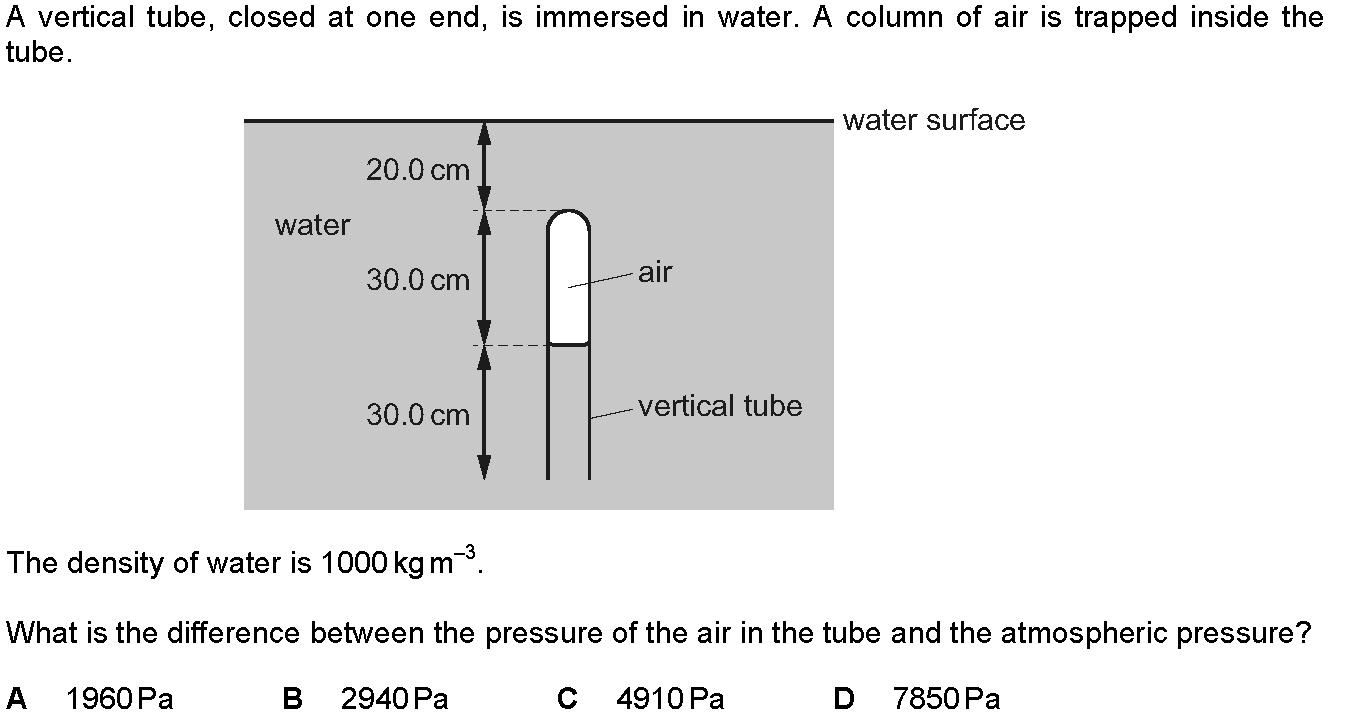 A vertical tube, closed at one end, is immersed in water. A column of air is trapped inside the
tube.
water surface
20.0 cm
water
30.0 cm
air
30.0 cm
vertical tube
The density of water is 1000 kg m⁻³.
What is the difference between the pressure of the air in the tube and the atmospheric pressure?
A 1960 Pa B 2940 Pa C 4910 Pa D 7850 Pa